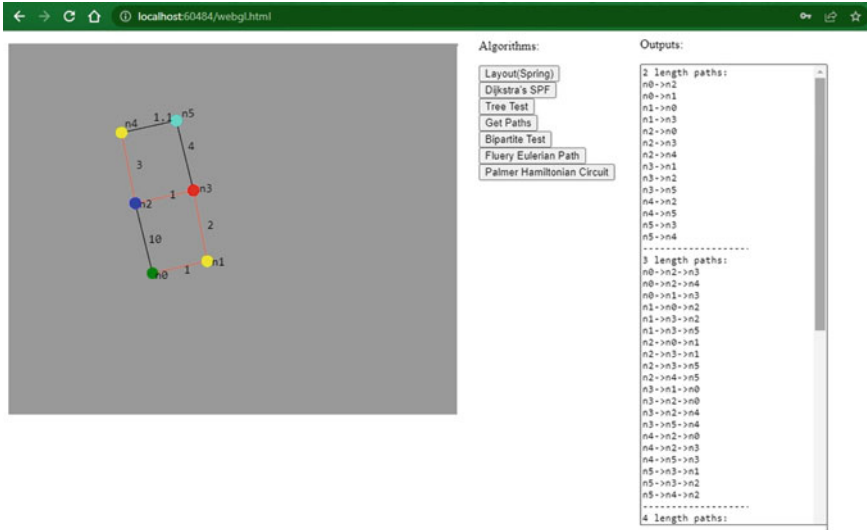 localhost:60484/webgl.html
Algorithms:
Layout(Spring)
Dijkstra's SPF
Tree Test
Get Paths
Bipartite Test
Fluery Eulerian Path
Palmer Hamiltonian Circuit
Outputs:
2 length paths:
n0->n2
n0->n1
n1->n0
n1->n3
n2->n0
n2->n3
n2->n4
n3->n1
n3->n2
n3->n5
n4->n2
n4->n5
n5->n3
n5->n4
--------------------
3 length paths:
n0->n2->n3
n0->n2->n4
n0->n1->n3
n1->n0->n2
n1->n3->n2
n1->n3->n5
n2->n0->n1
n2->n3->n1
n2->n3->n5
n2->n4->n5
n3->n1->n0
n3->n2->n0
n3->n2->n4
n3->n5->n4
n4->n2->n0
n4->n2->n3
n4->n5->n3
n5->n3->n1
n5->n3->n2
n5->n4->n2
--------------------
4 length paths:
n4 1.1 n5
3 4
n2 1 n3
10 2
n0 1 n1